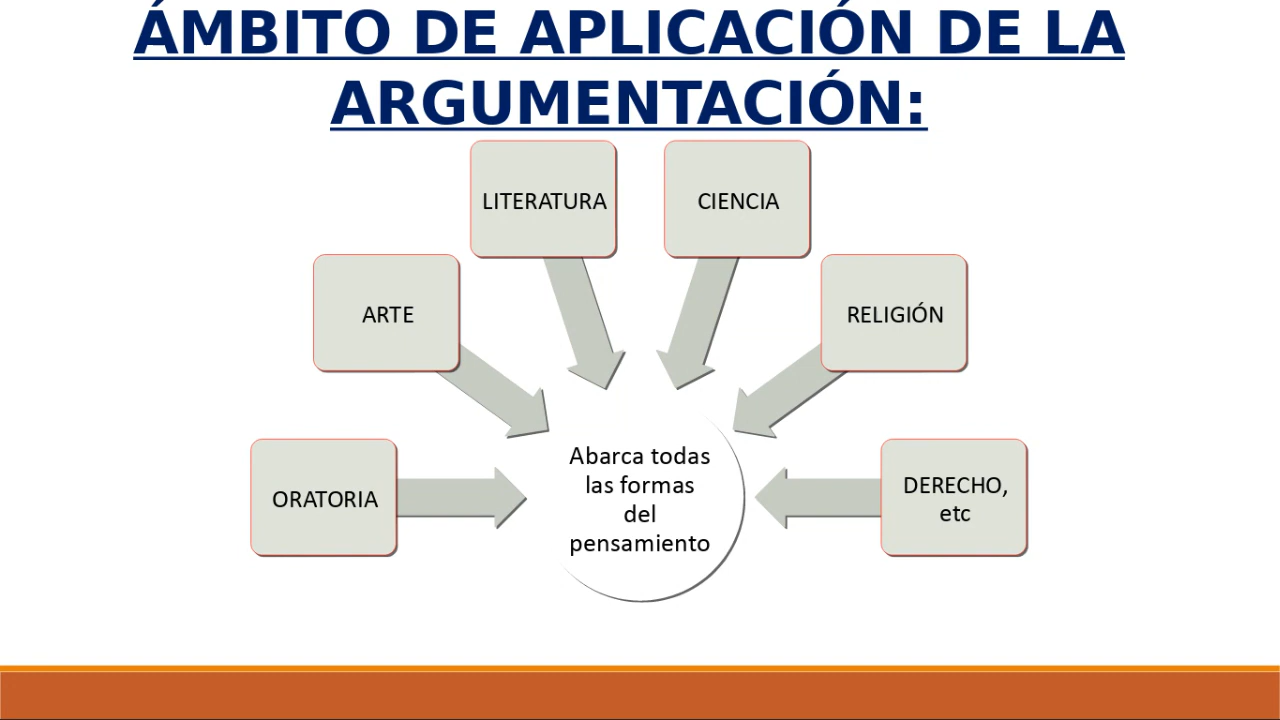 ÁMBITO DE APLICACIÓN DE LA
ARGUMENTACIÓN:
LITERATURA
CIENCIA
ARTE
RELIGIÓN
ORATORIA
Abarca todas
las formas
del
pensamiento
DERECHO,
etc